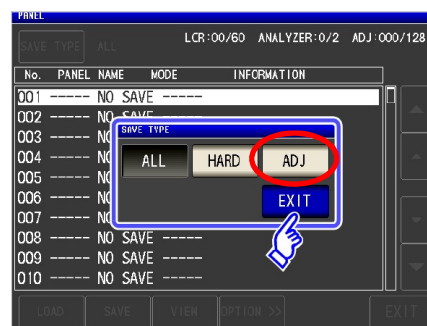 PANEL
SAVE TYPE ALL LCR:00/60 ANALYZER:0/2 ADJ:000/128
No. PANEL NAME MODE INFORMATION
001 ----- NO SAVE -----
002 ----- NO SAVE -----
003 ----- NO
004 ----- NO
005 ----- NO
006 ----- NO
007 ----- NO
008 ----- NO SAVE -----
009 ----- NO SAVE -----
010 ----- NO SAVE -----
SAVE TYPE
ALL HARD ADJ
EXIT
LOAD SAVE VIEW OPTION >> EXIT